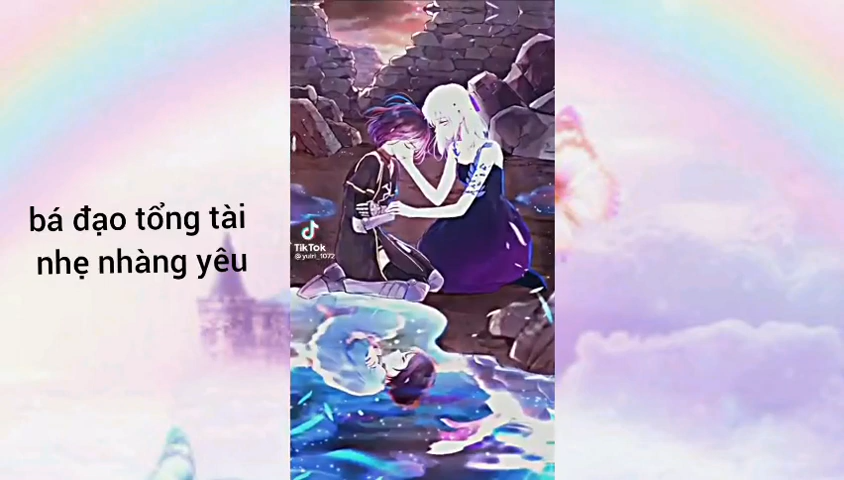 bá đạo tổng tài
nhẹ nhàng yêu
TikTok
@yuiri_1072